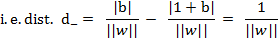 i.e.dist. d_ = |b| / ||w|| − |1 + b| / ||w|| = 1 / ||w||